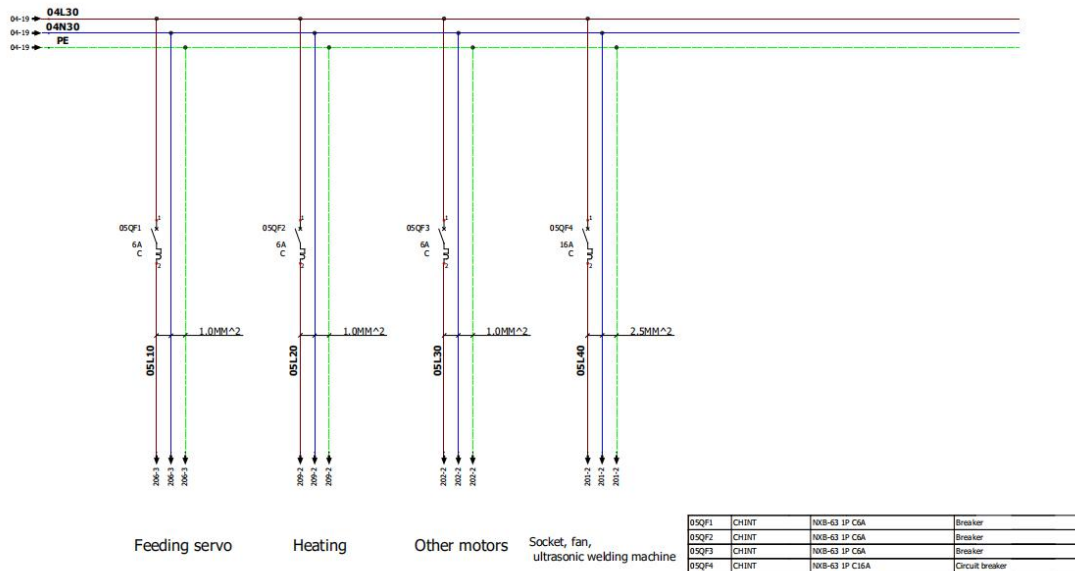 04-19 04L30
04-19 04N30
04-19 PE
05QF1 1
6A
C 2
05QF2 1
6A
C 2
05QF3 1
6A
C 2
05QF4 1
16A
C 2
1.0MM^2
1.0MM^2
1.0MM^2
2.5MM^2
05L10
05L20
05L30
05L40
206-3 206-3 206-3
209-2 209-2 209-2
202-2 202-2 202-2
201-2 201-2 201-2
Feeding servo
Heating
Other motors
Socket, fan,
ultrasonic welding machine
05QF1 CHINT NXB-63 1P C6A Breaker
05QF2 CHINT NXB-63 1P C6A Breaker
05QF3 CHINT NXB-63 1P C6A Breaker
05QF4 CHINT NXB-63 1P C16A Circuit breaker